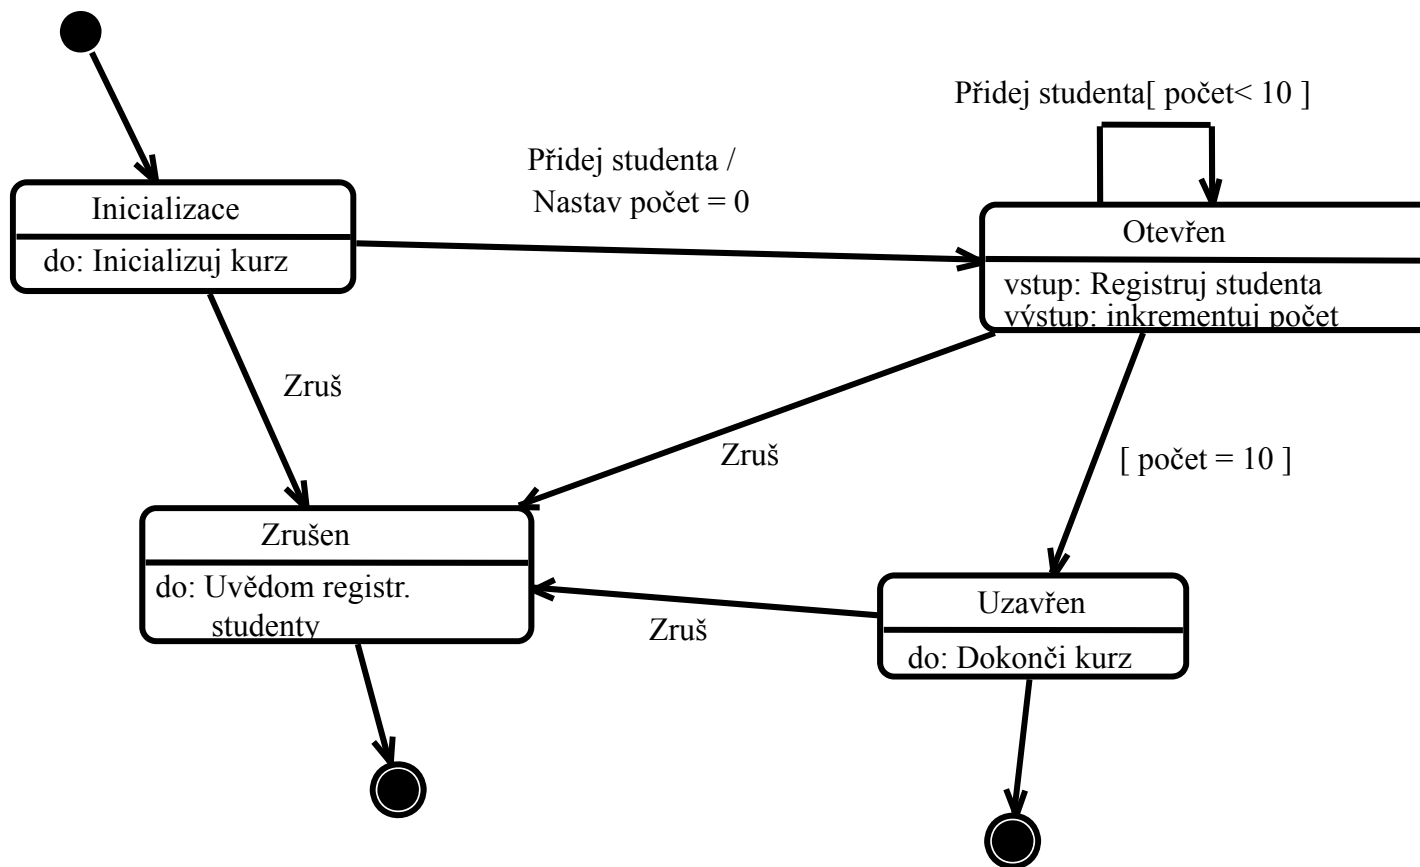 Přidej studenta[ počet< 10 ]
Přidej studenta /
Nastav počet = 0
Inicializace
do: Inicializuj kurz
Otevřen
vstup: Registruj studenta
výstup: inkrementuj počet
Zruš
Zruš
[ počet = 10 ]
Zrušen
do: Uvědom registr.
studenty
Zruš
Uzavřen
do: Dokonči kurz